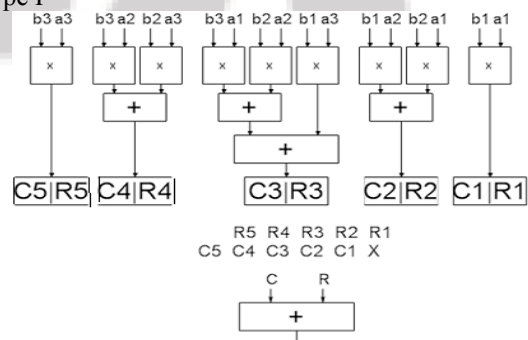 pe I
b3 a3 b3 a2 b2 a3 b3 a1 b2 a2 b1 a3 b1 a2 b2 a1 b1 a1
x x x x x x x x x
+ + +
+
C5|R5 C4|R4 C3|R3 C2|R2 C1|R1
R5 R4 R3 R2 R1
C5 C4 C3 C2 C1 X
C R
+